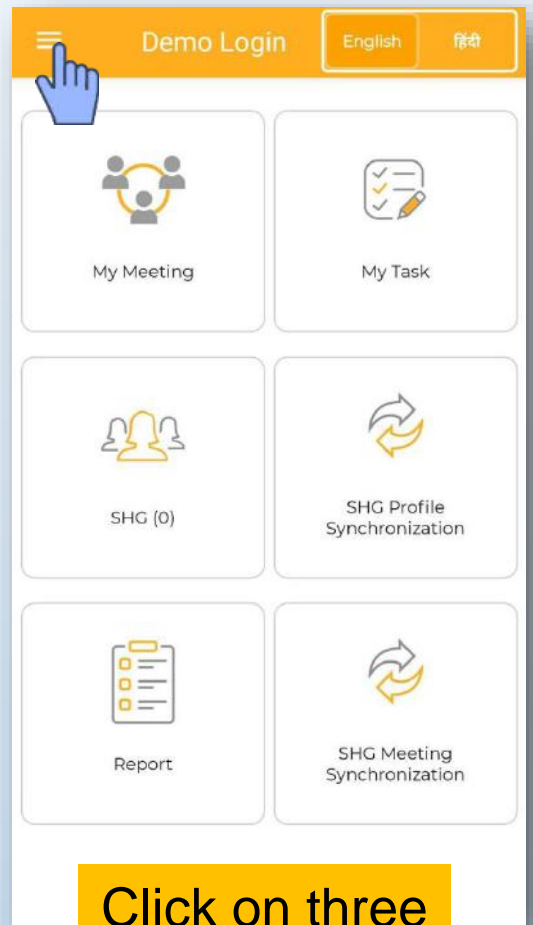 Demo Login
English
हिंदी
My Meeting
My Task
SHG (0)
SHG Profile
Synchronization
Report
SHG Meeting
Synchronization
Click on three